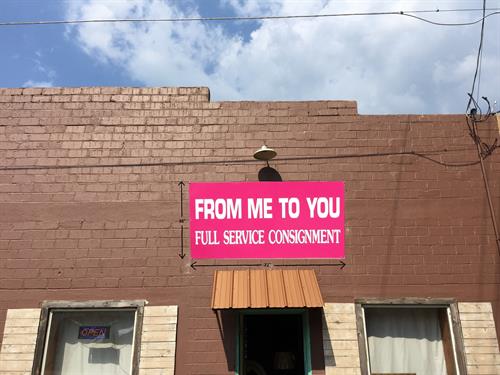 FROM ME TO YOU
FULL SERVICE CONSIGNMENT
OPEN